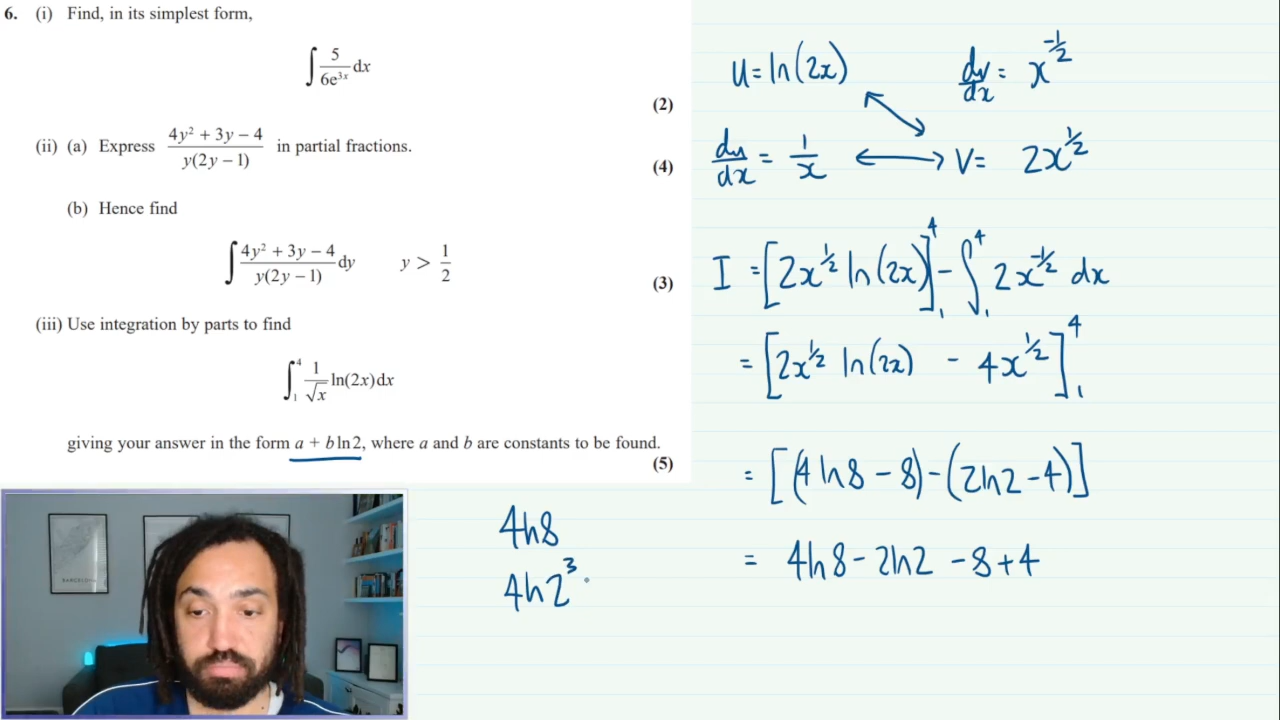 6. (i) Find, in its simplest form,
∫ 5/(6e³ˣ) dx
(2)
(ii) (a) Express (4y² + 3y − 4)/(y(2y − 1)) in partial fractions.
(4)
(b) Hence find
∫ (4y² + 3y − 4)/(y(2y − 1)) dy y > 1/2
(3)
(iii) Use integration by parts to find
∫₁⁴ 1/√x ln(2x) dx
giving your answer in the form a + b ln 2, where a and b are constants to be found.
(5)
u = ln(2x) dv/dx = x^(-1/2)
du/dx = 1/x v = 2x^(1/2)
I = [2x^(1/2) ln(2x)]₁⁴ − ∫₁⁴ 2x^(-1/2) dx
= [2x^(1/2) ln(2x) − 4x^(1/2)]₁⁴
= [(4 ln8 − 8) − (2ln2 − 4)]
= 4ln8 − 2ln2 − 8 + 4
4ln8
4ln2³
BARCELONA